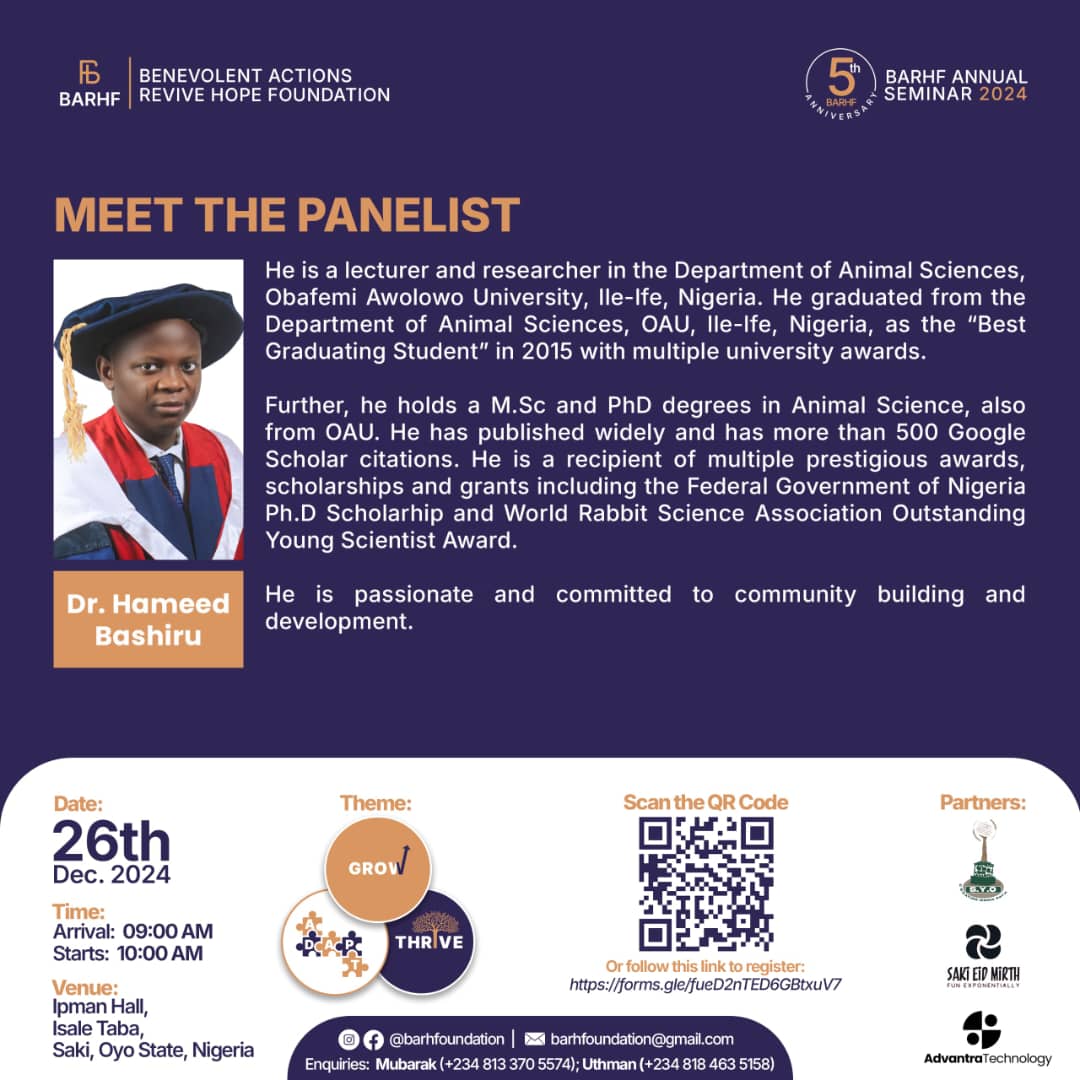 BARHF
BENEVOLENT ACTIONS
REVIVE HOPE FOUNDATION
5th
BARHF
ANNIVERSARY
BARHF ANNUAL
SEMINAR 2024
MEET THE PANELIST
He is a lecturer and researcher in the Department of Animal Sciences,
Obafemi Awolowo University, Ile-Ife, Nigeria. He graduated from the
Department of Animal Sciences, OAU, Ile-Ife, Nigeria, as the “Best
Graduating Student” in 2015 with multiple university awards.
Further, he holds a M.Sc and PhD degrees in Animal Science, also
from OAU. He has published widely and has more than 500 Google
Scholar citations. He is a recipient of multiple prestigious awards,
scholarships and grants including the Federal Government of Nigeria
Ph.D Scholarhip and World Rabbit Science Association Outstanding
Young Scientist Award.
He is passionate and committed to community building and
development.
Dr. Hameed
Bashiru
Date:
26th
Dec. 2024
Time:
Arrival: 09:00 AM
Starts: 10:00 AM
Venue:
Ipman Hall,
Isale Taba,
Saki, Oyo State, Nigeria
Theme:
GROW
ADAPT
THRIVE
Scan the QR Code
Or follow this link to register:
https://forms.gle/fueD2nTED6GBtxuV7
Partners:
S.Y.O
SAKI EID MIRTH
FUN EXPONENTIALLY
AdvantraTechnology
@barhfoundation | barhfoundation@gmail.com
Enquiries: Mubarak (+234 813 370 5574); Uthman (+234 818 463 5158)